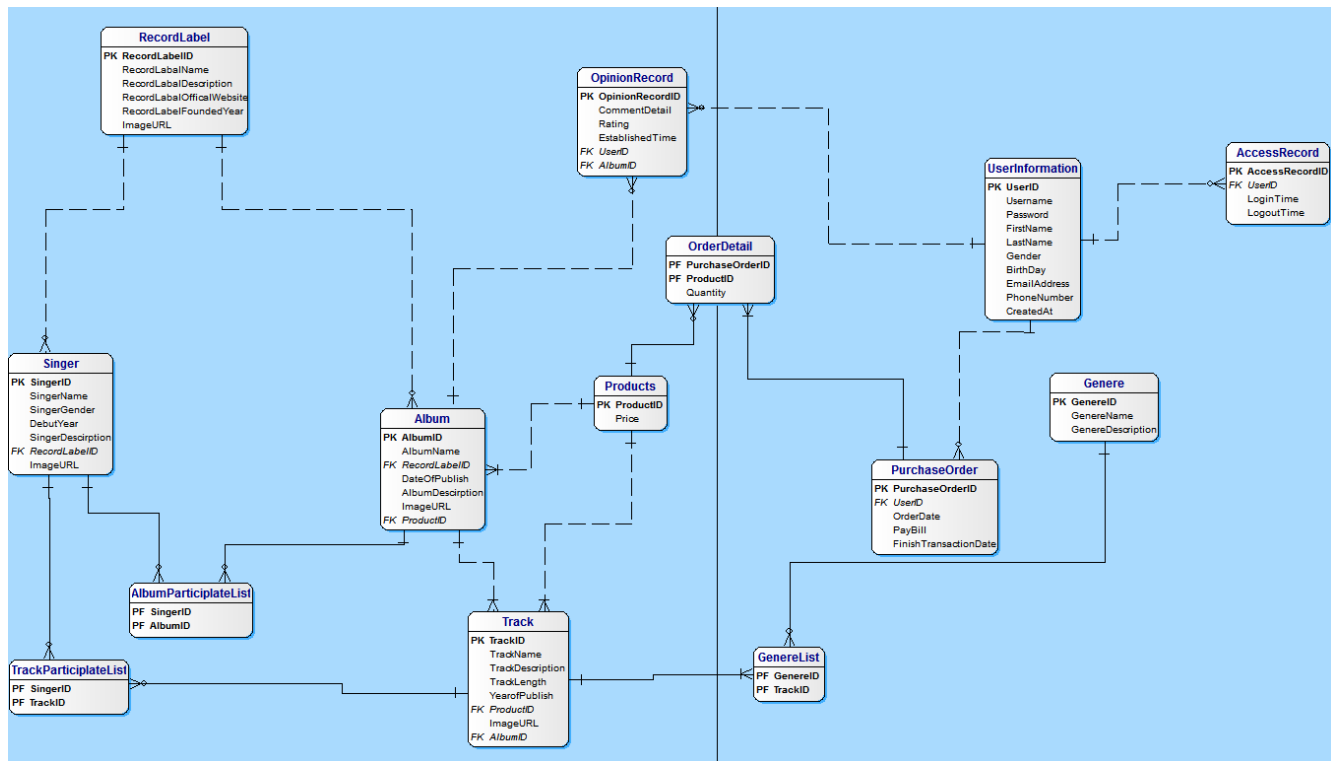 RecordLabel
PK RecordLabelID
RecordLabalName
RecordLabalDescription
RecordLabalOfficalWebsite
RecordLabelFoundedYear
ImageURL
OpinionRecord
PK OpinionRecordID
CommentDetail
Rating
EstablishedTime
FK UserID
FK AlbumID
UserInformation
PK UserID
Username
Password
FirstName
LastName
Gender
BirthDay
EmailAddress
PhoneNumber
CreatedAt
AccessRecord
PK AccessRecordID
FK UserID
LoginTime
LogoutTime
OrderDetail
PF PurchaseOrderID
PF ProductID
Quantity
Singer
PK SingerID
SingerName
SingerGender
DebutYear
SingerDescirption
FK RecordLabelID
ImageURL
Album
PK AlbumID
AlbumName
FK RecordLabelID
DateOfPublish
AlbumDescirption
ImageURL
FK ProductID
Products
PK ProductID
Price
Genere
PK GenereID
GenereName
GenereDescription
PurchaseOrder
PK PurchaseOrderID
FK UserID
OrderDate
PayBill
FinishTransactionDate
AlbumParticiplateList
PF SingerID
PF AlbumID
TrackParticiplateList
PF SingerID
PF TrackID
Track
PK TrackID
TrackName
TrackDescription
TrackLength
YearofPublish
FK ProductID
ImageURL
FK AlbumID
GenereList
PF GenereID
PF TrackID